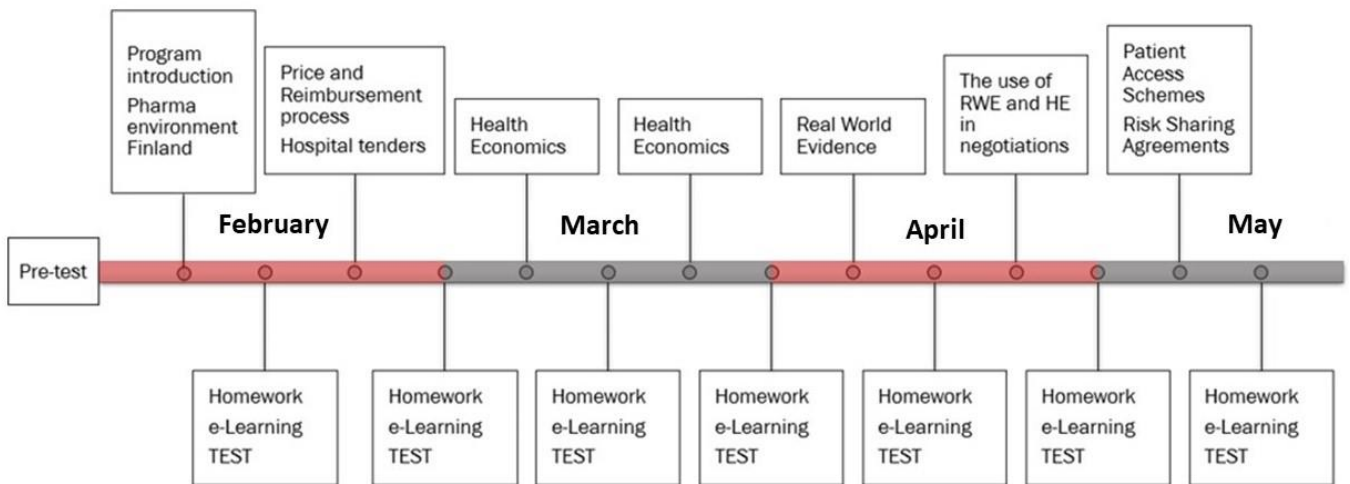 Program
introduction
Pharma
environment
Finland
Price and
Reimbursement
process
Hospital tenders
Health
Economics
Health
Economics
Real World
Evidence
The use of
RWE and HE
in
negotiations
Patient
Access
Schemes
Risk Sharing
Agreements
February
March
April
May
Pre-test
Homework
e-Learning
TEST
Homework
e-Learning
TEST
Homework
e-Learning
TEST
Homework
e-Learning
TEST
Homework
e-Learning
TEST
Homework
e-Learning
TEST
Homework
e-Learning
TEST